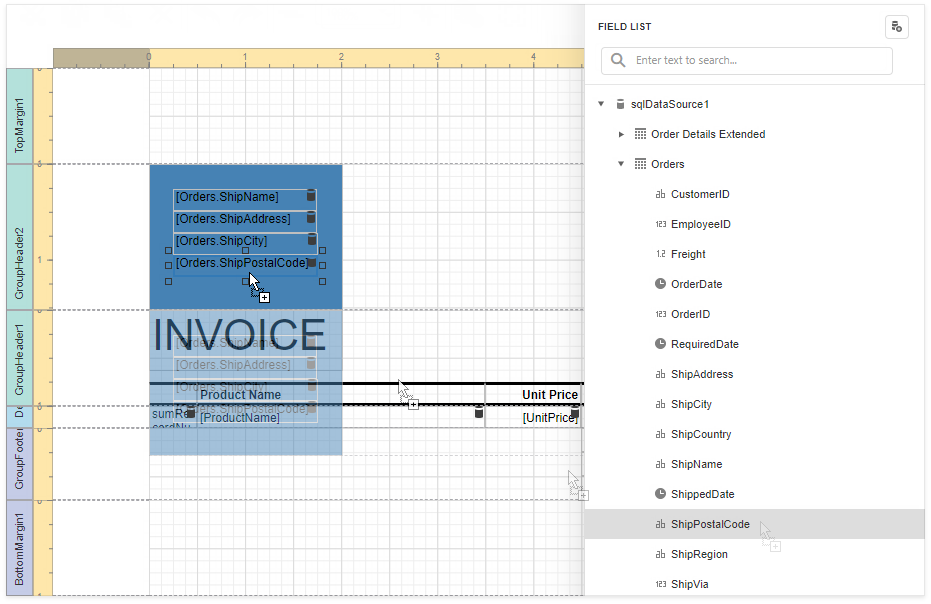 FIELD LIST
Enter text to search...
0 1 2 3 4
TopMargin1
GroupHeader2
GroupHeader1
GroupFooter
BottomMargin1
[Orders.ShipName]
[Orders.ShipAddress]
[Orders.ShipCity]
[Orders.ShipPostalCode]
INVOICE
[Orders.ShipName]
[Orders.ShipAddress]
[Orders.ShipCity]
Product Name Unit Price
[Orders.ShipPostalCode]
sumRe [ProductName] [UnitPrice]
sqlDataSource1
Order Details Extended
Orders
ab CustomerID
123 EmployeeID
1.2 Freight
OrderDate
123 OrderID
RequiredDate
ab ShipAddress
ab ShipCity
ab ShipCountry
ab ShipName
ShippedDate
ab ShipPostalCode
ab ShipRegion
123 ShipVia